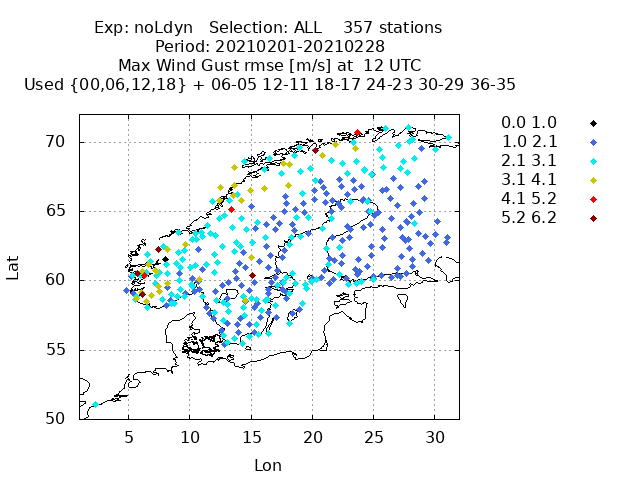 Exp: noLdyn   Selection: ALL    357 stations
Period: 20210201-20210228
Max Wind Gust rmse [m/s] at  12 UTC
Used {00,06,12,18} + 06-05 12-11 18-17 24-23 30-29 36-35
0.0 1.0
1.0 2.1
2.1 3.1
3.1 4.1
4.1 5.2
5.2 6.2
Lat
70
65
60
55
50
5 10 15 20 25 30
Lon